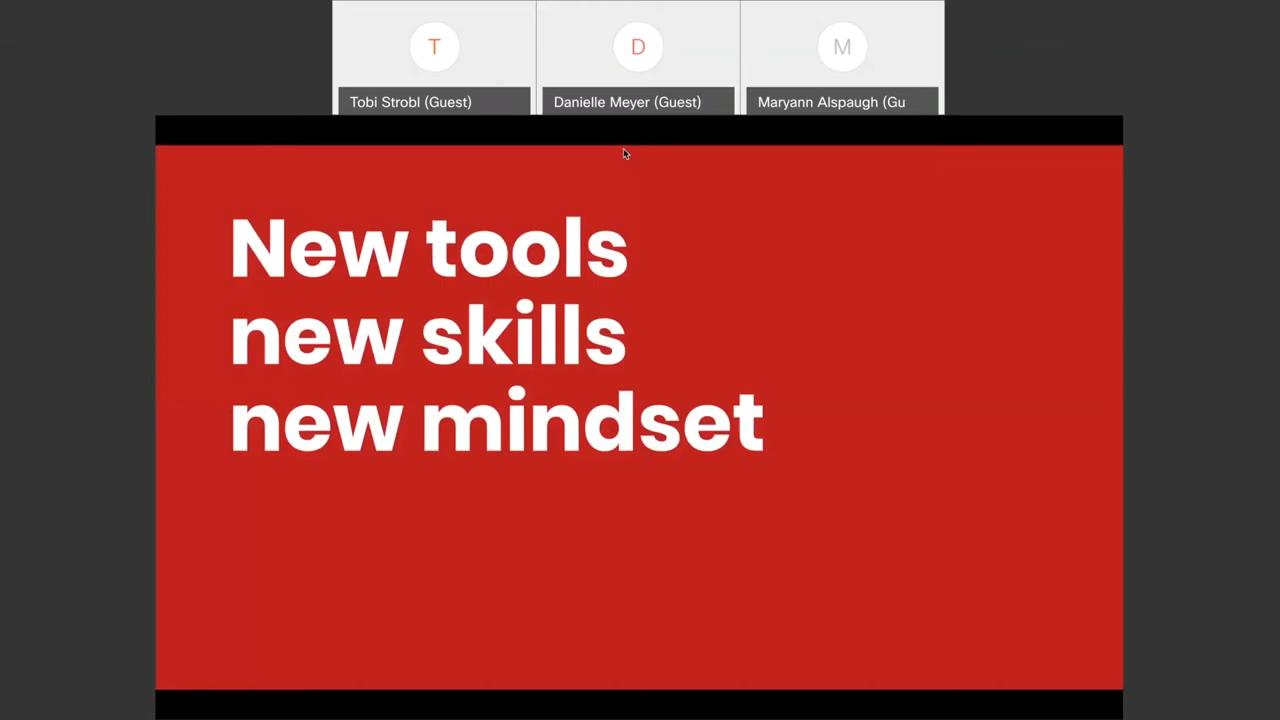 T
D
M
Tobi Strobl (Guest)
Danielle Meyer (Guest)
Maryann Alspaugh (Gu
New tools
new skills
new mindset